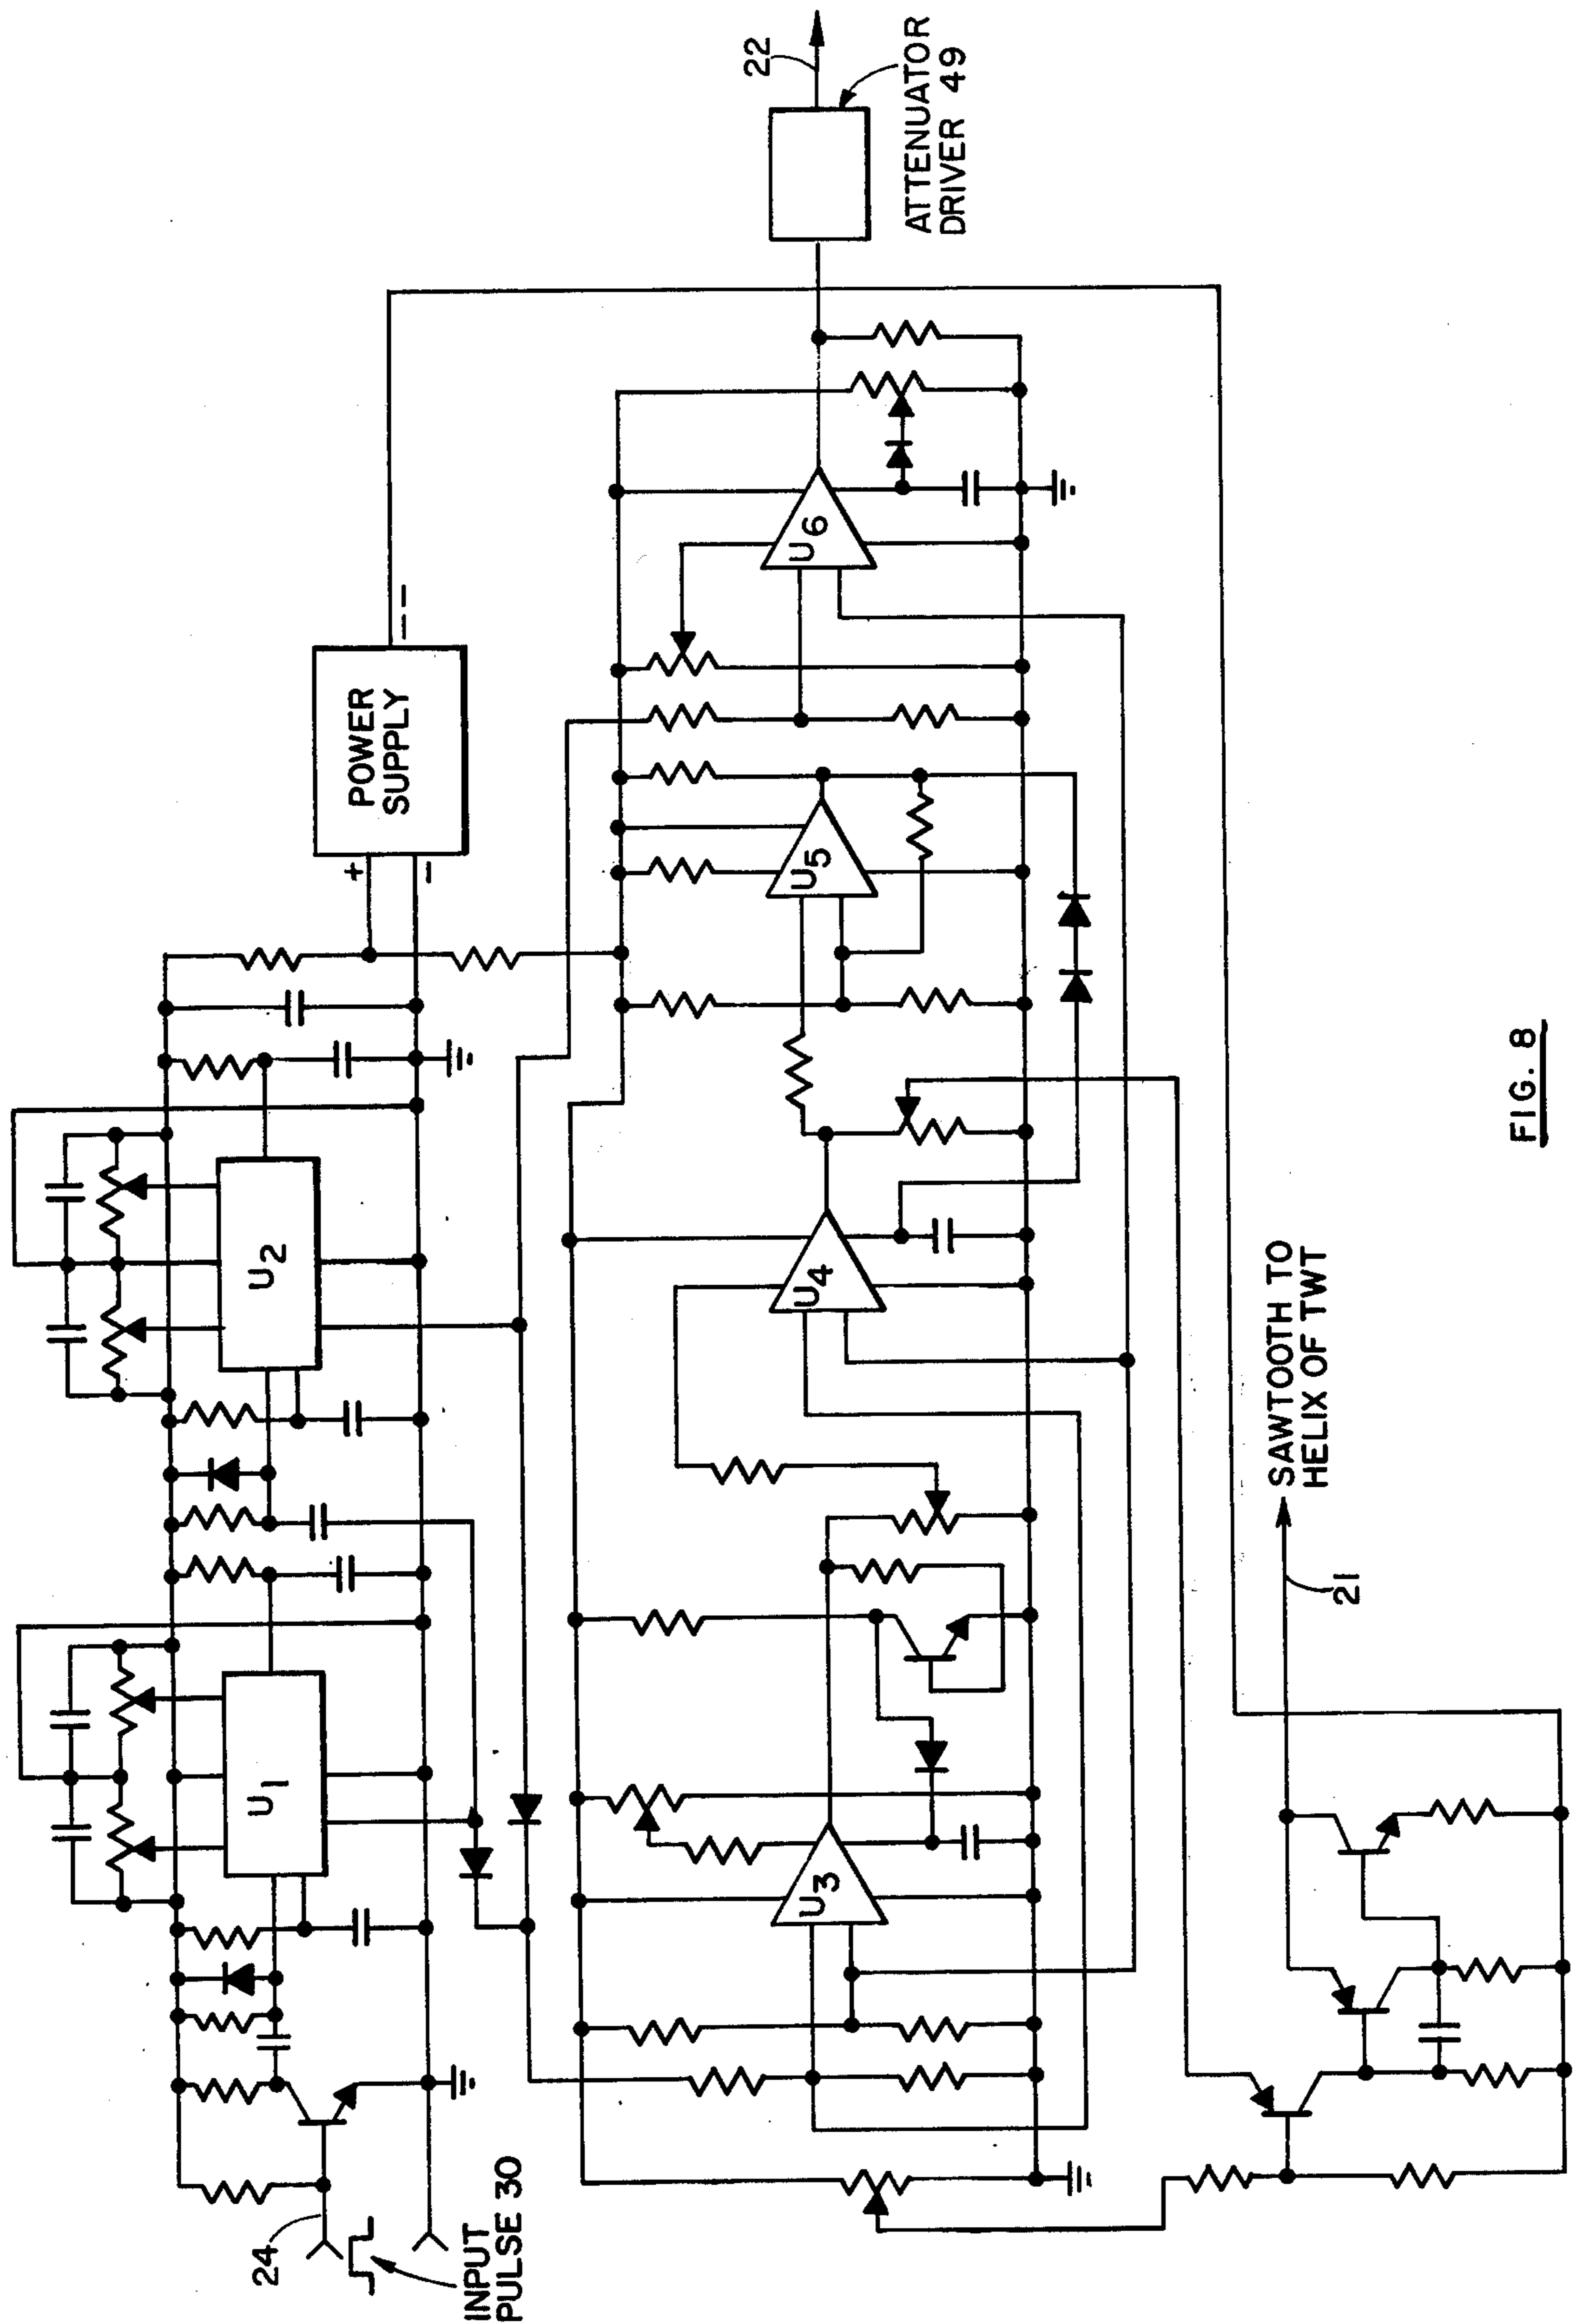 24
INPUT
PULSE 30
U1
U2
+
−
POWER
SUPPLY
− −
U3
U4
U5
U6
22
ATTENUATOR
DRIVER 49
21
SAWTOOTH TO
HELIX OF TWT
FIG. 8